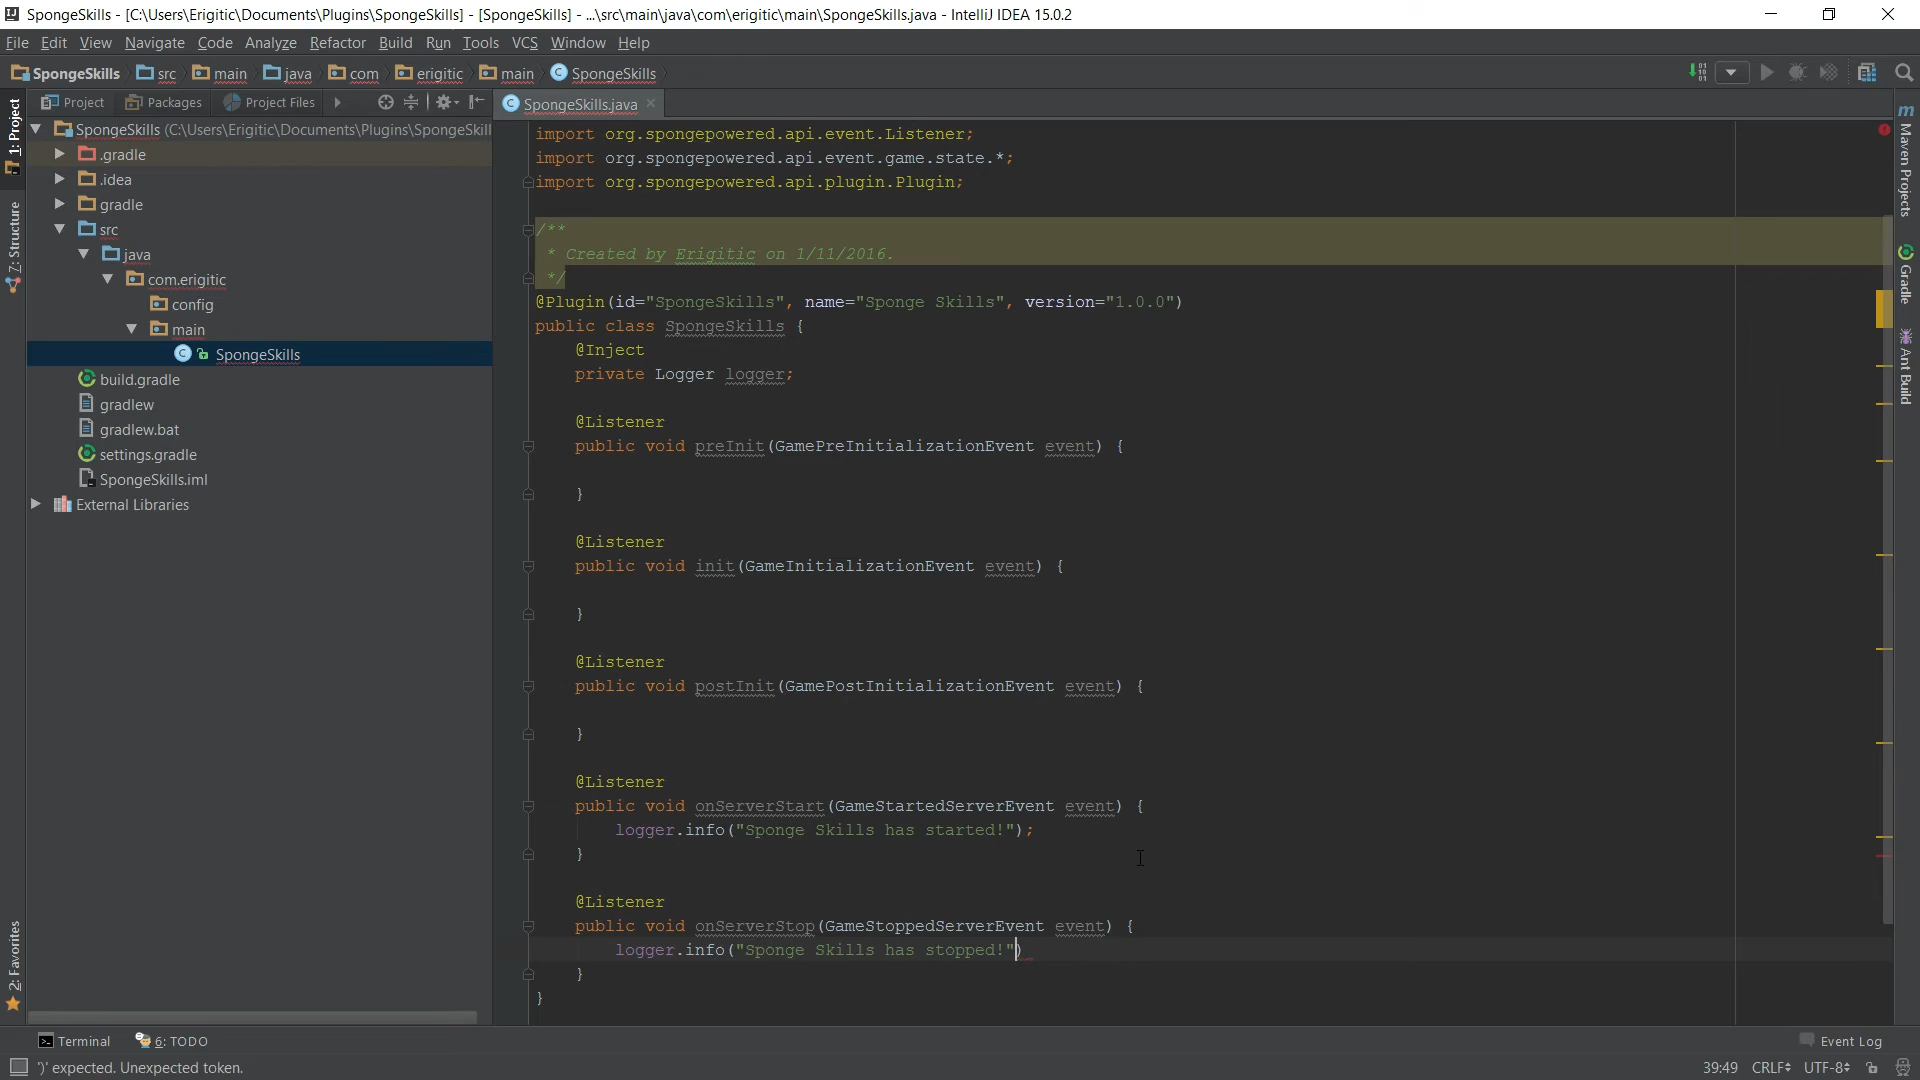 SpongeSkills - [C:\Users\Erigitic\Documents\Plugins\SpongeSkills] - [SpongeSkills] - ...\src\main\java\com\erigitic\main\SpongeSkills.java - IntelliJ IDEA 15.0.2
File Edit View Navigate Code Analyze Refactor Build Run Tools VCS Window Help
SpongeSkills src main java com erigitic main SpongeSkills
Project Packages Project Files
SpongeSkills.java
1: Project
7: Structure
2: Favorites
SpongeSkills (C:\Users\Erigitic\Documents\Plugins\SpongeSkill
.gradle
.idea
gradle
src
java
com.erigitic
config
main
SpongeSkills
build.gradle
gradlew
gradlew.bat
settings.gradle
SpongeSkills.iml
External Libraries
import org.spongepowered.api.event.Listener;
import org.spongepowered.api.event.game.state.*;
import org.spongepowered.api.plugin.Plugin;
/**
* Created by Erigitic on 1/11/2016.
*/
@Plugin(id="SpongeSkills", name="Sponge Skills", version="1.0.0")
public class SpongeSkills {
@Inject
private Logger logger;
@Listener
public void preInit(GamePreInitializationEvent event) {
}
@Listener
public void init(GameInitializationEvent event) {
}
@Listener
public void postInit(GamePostInitializationEvent event) {
}
@Listener
public void onServerStart(GameStartedServerEvent event) {
logger.info("Sponge Skills has started!");
}
@Listener
public void onServerStop(GameStoppedServerEvent event) {
logger.info("Sponge Skills has stopped!")
}
}
Maven Projects
Gradle
Ant Build
Terminal 6: TODO Event Log
')' expected. Unexpected token. 39:49 CRLF UTF-8